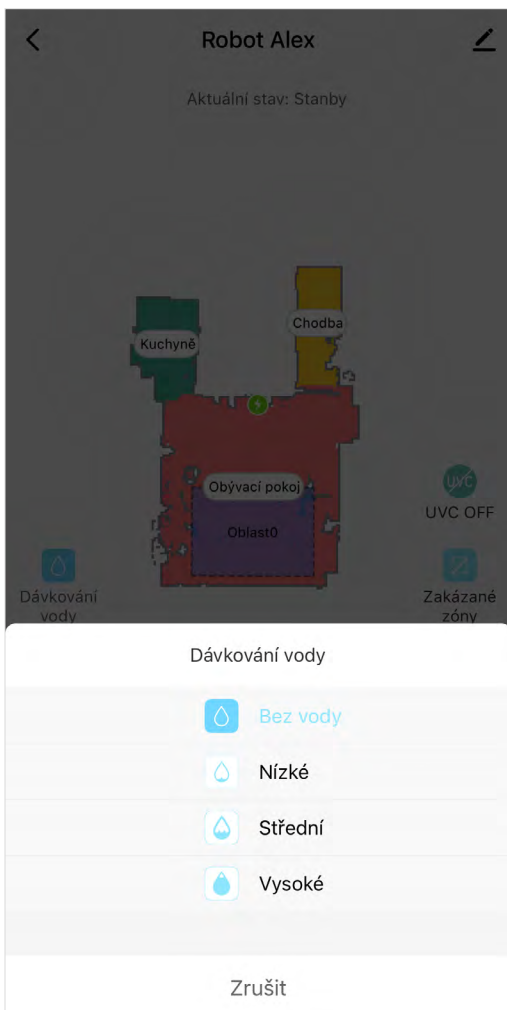 Robot Alex
Aktuální stav: Stanby
Chodba
Kuchyně
Obývací pokoj
UVC
UVC OFF
Oblast0
Dávkování
vody
Zakázané
zóny
Dávkování vody
Bez vody
Nízké
Střední
Vysoké
Zrušit